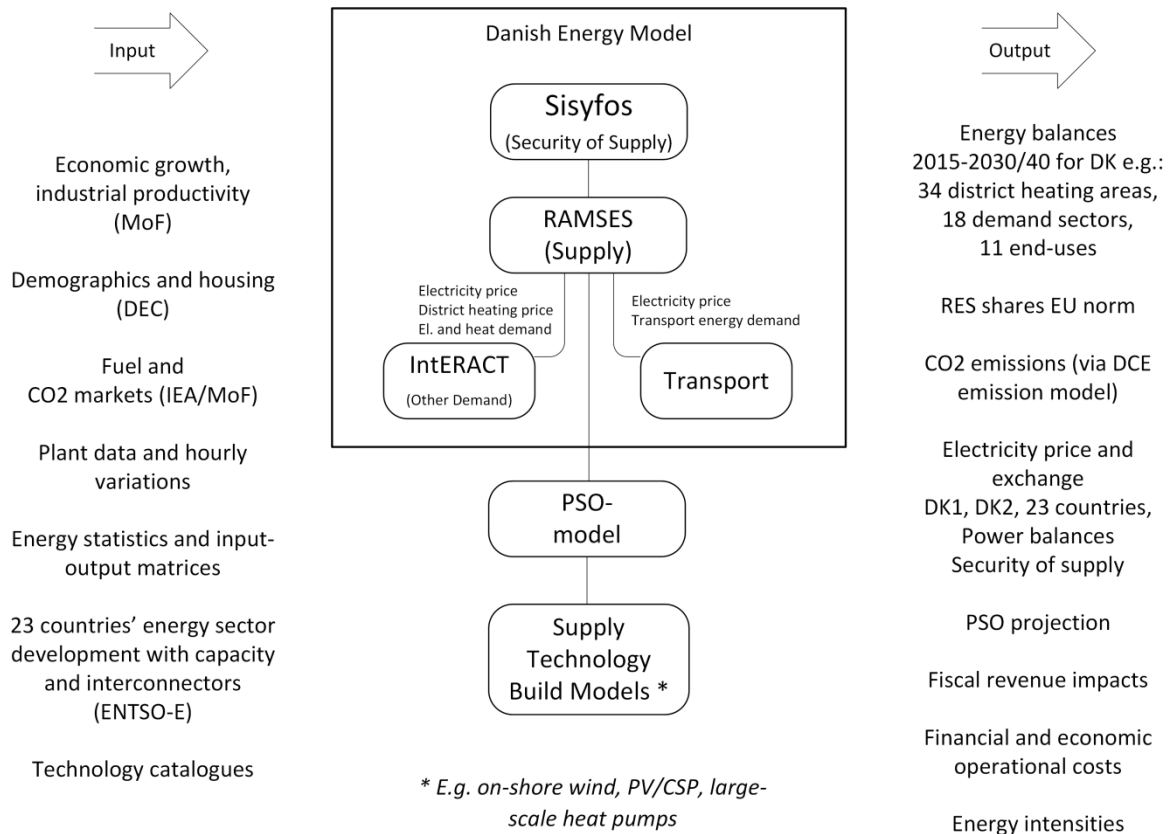 Input
Economic growth,
industrial productivity
(MoF)
Demographics and housing
(DEC)
Fuel and
CO2 markets (IEA/MoF)
Plant data and hourly
variations
Energy statistics and input-
output matrices
23 countries' energy sector
development with capacity
and interconnectors
(ENTSO-E)
Technology catalogues
Danish Energy Model
Sisyfos
(Security of Supply)
RAMSES
(Supply)
Electricity price
District heating price
El. and heat demand
Electricity price
Transport energy demand
IntERACT
(Other Demand)
Transport
PSO-
model
Supply
Technology
Build Models *
* E.g. on-shore wind, PV/CSP, large-
scale heat pumps
Output
Energy balances
2015-2030/40 for DK e.g.:
34 district heating areas,
18 demand sectors,
11 end-uses
RES shares EU norm
CO2 emissions (via DCE
emission model)
Electricity price and
exchange
DK1, DK2, 23 countries,
Power balances
Security of supply
PSO projection
Fiscal revenue impacts
Financial and economic
operational costs
Energy intensities